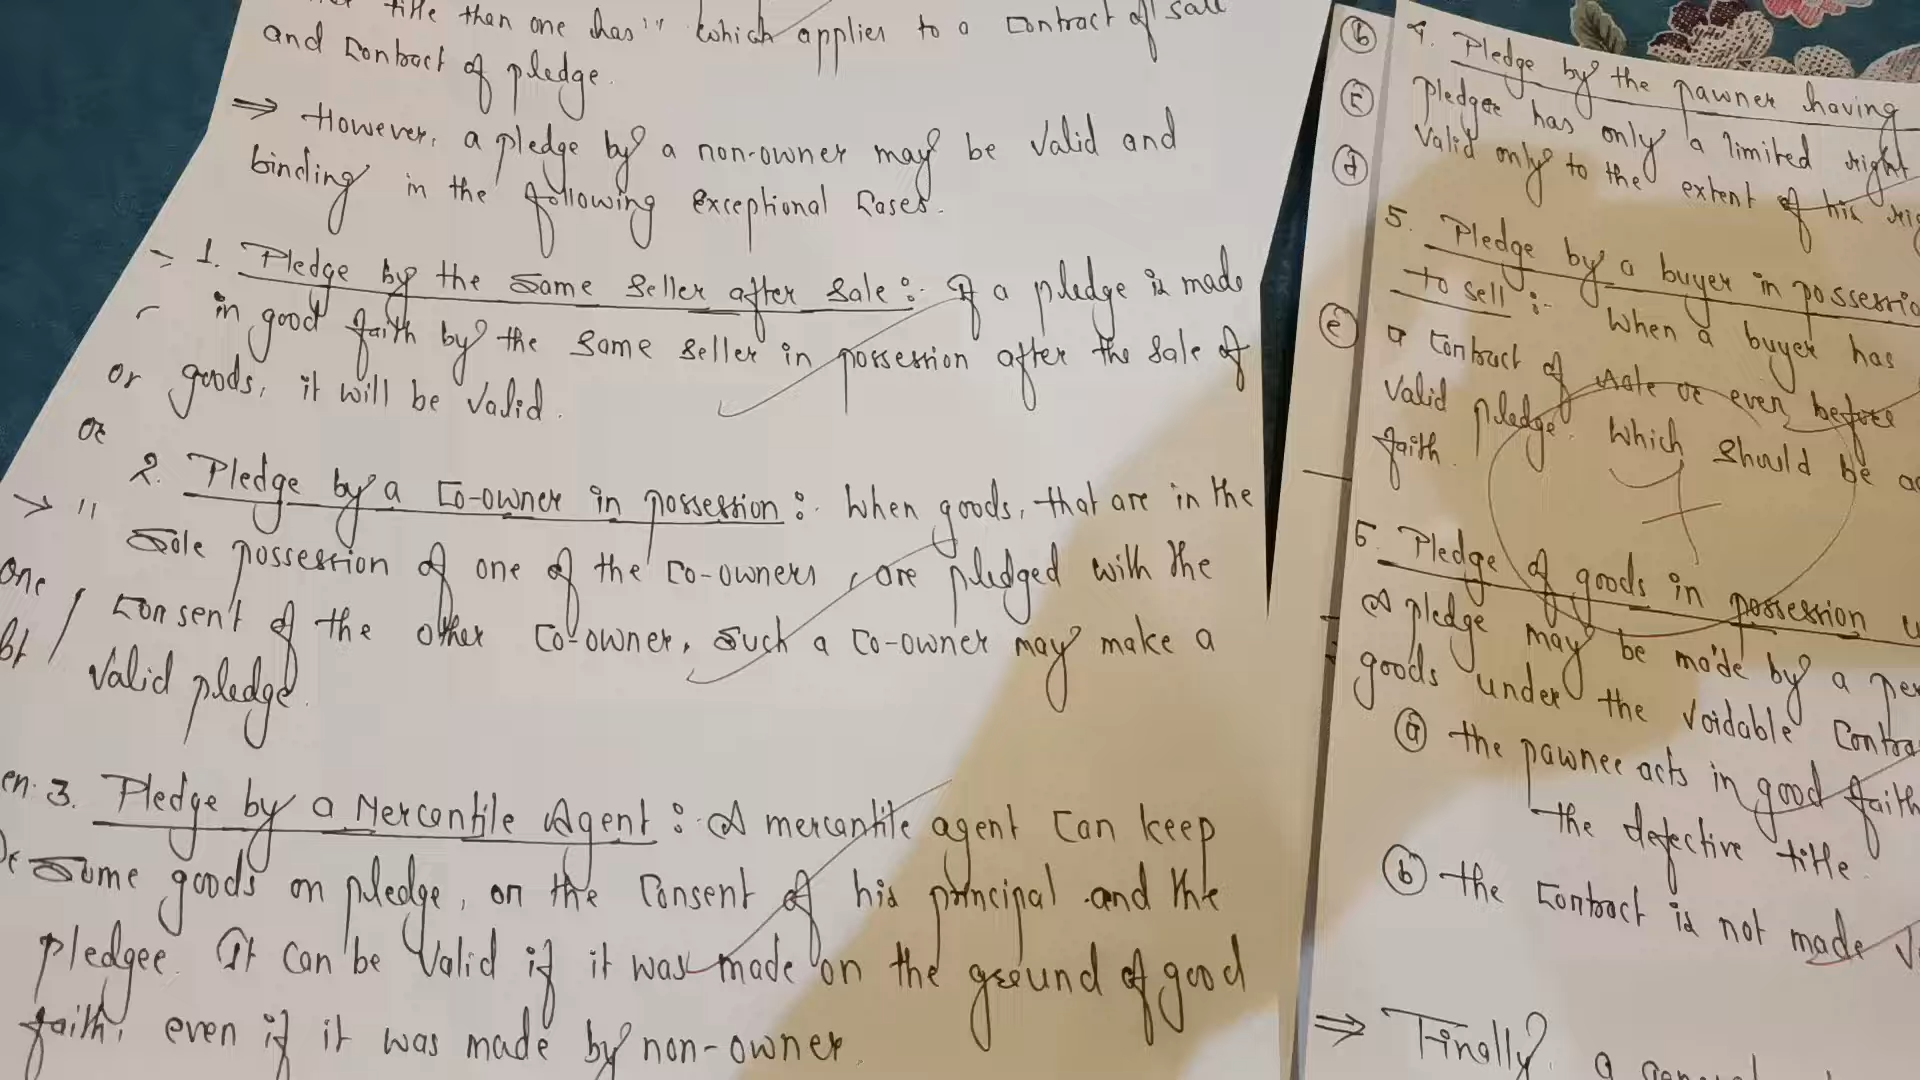 title than one has" which applies to a contract of sale
and contract of pledge.
⇒ However, a pledge by a non-owner may be valid and
binding in the following exceptional cases.
1. Pledge by the same seller after sale :- If a pledge is made
in good faith by the same seller in possession after the sale of
goods, it will be valid.
2. Pledge by a co-owner in possession :- When goods, that are in the
sole possession of one of the co-owners, are pledged with the
consent of the other co-owner, such a co-owner may make a
valid pledge.
3. Pledge by a Mercantile Agent :- A mercantile agent can keep
some goods on pledge, on the consent of his principal and the
pledgee. It can be valid if it was made on the ground of good
faith, even if it was made by non-owner.
or
or
one
(b)
(c)
(d)
(e)
4. Pledge by the pawner having
pledgee has only a limited right
valid only to the extent of his
5. Pledge by a buyer in possessio
to sell :- When a buyer has
a contract of sale or even before
valid pledge. Which should be
faith.
6. Pledge of goods in possession
A pledge may be made by a
goods under the voidable contra
(a) the pawnee acts in good faith
the defective title.
(b) the contract is not made
⇒ Finally, a
7